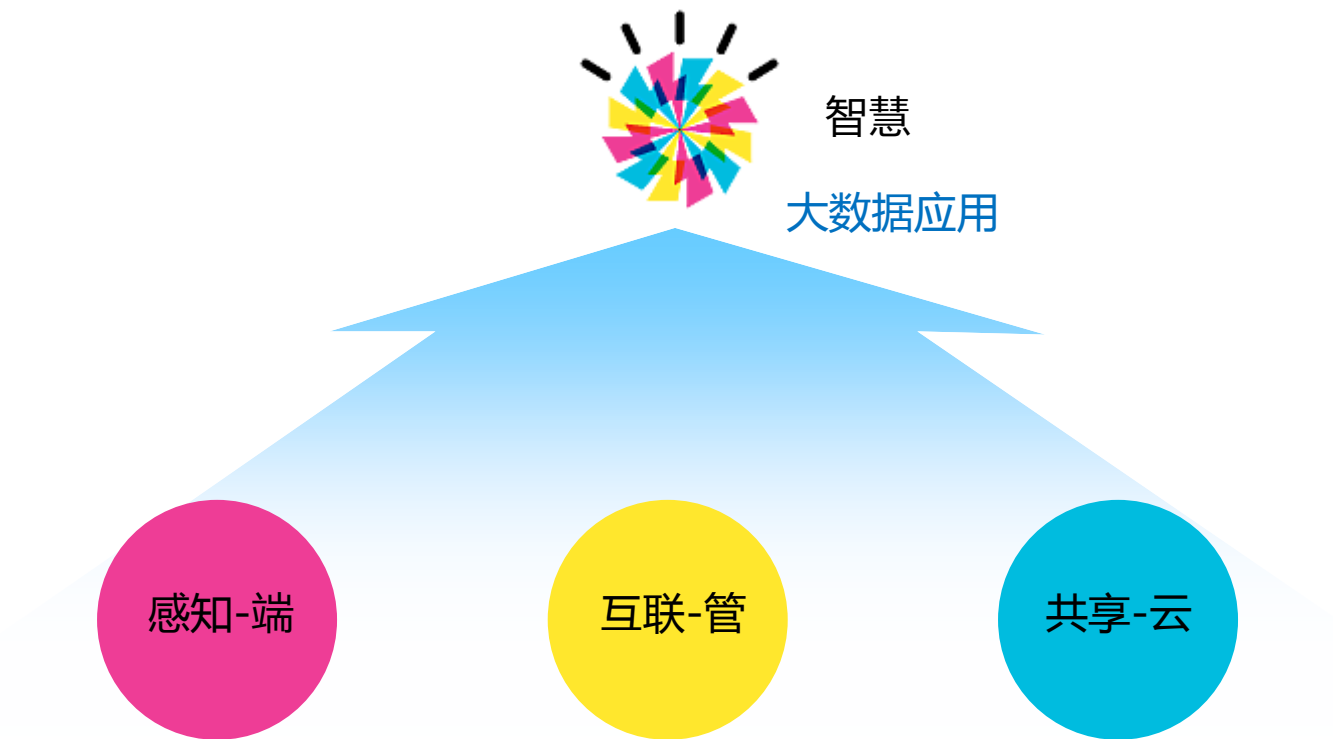 智慧
大数据应用
感知-端
互联-管
共享-云